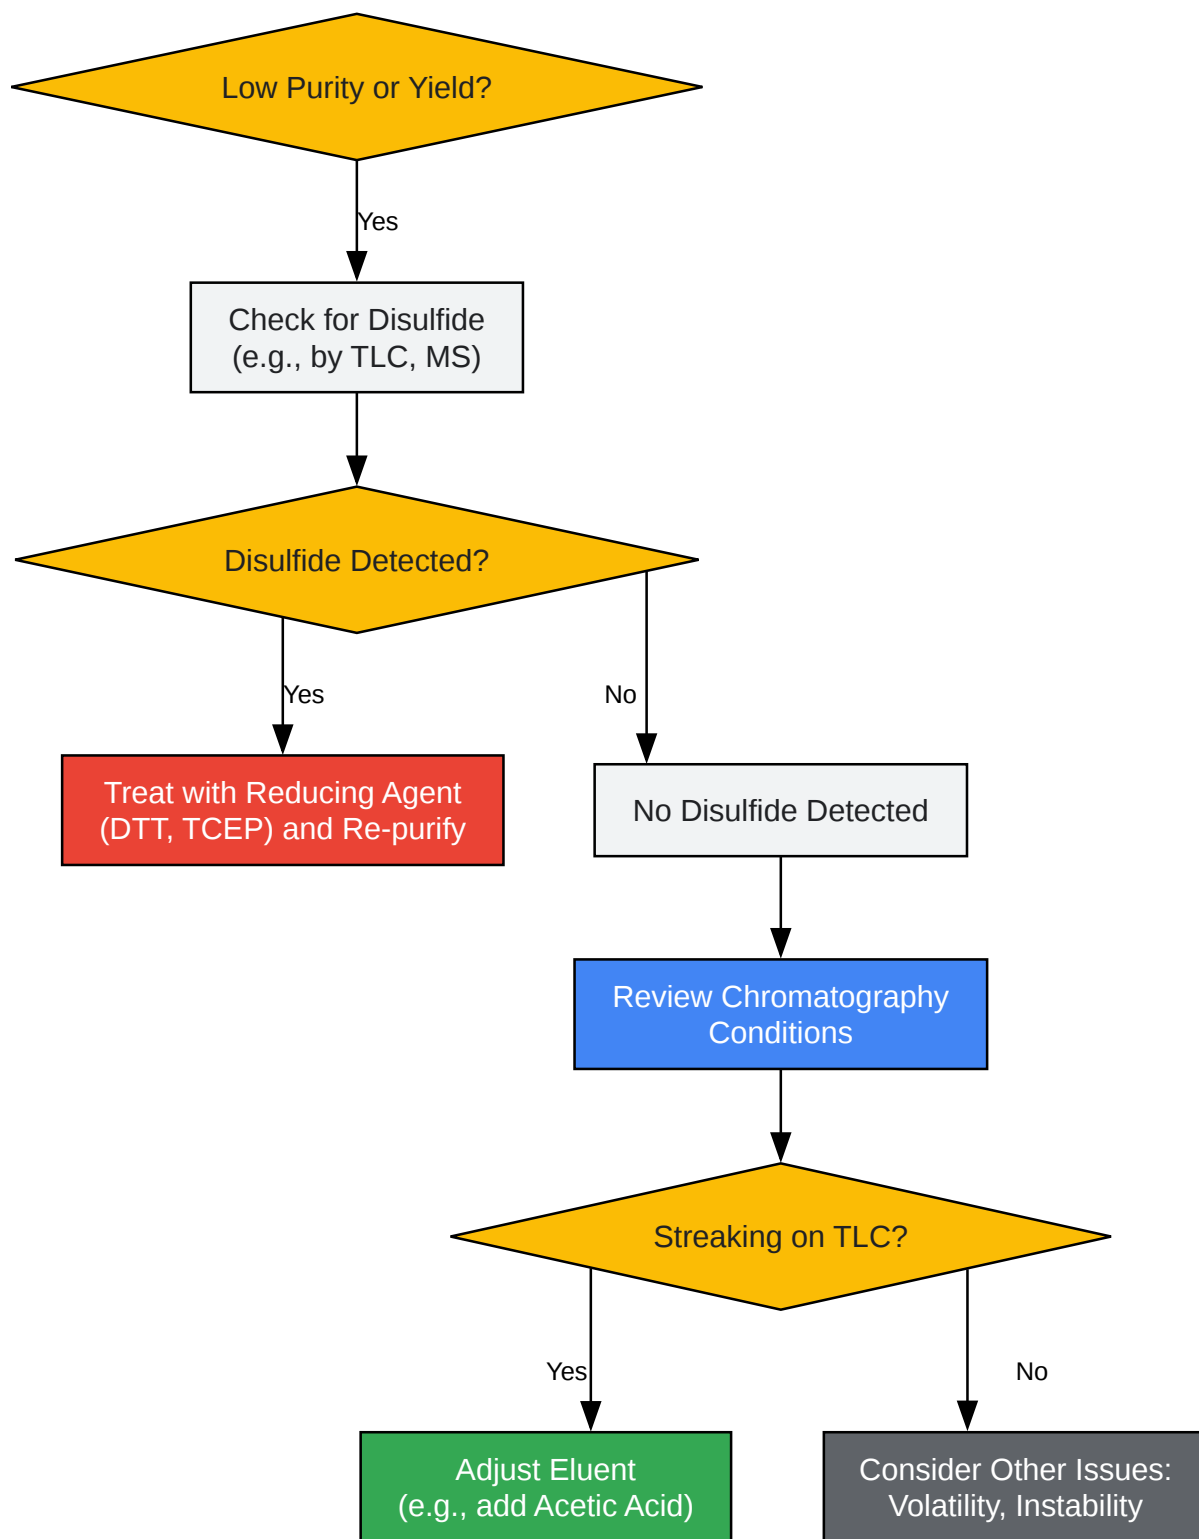 Low Purity or Yield?
Yes
Check for Disulfide
(e.g., by TLC, MS)
Disulfide Detected?
Yes
No
Treat with Reducing Agent
(DTT, TCEP) and Re-purify
No Disulfide Detected
Review Chromatography
Conditions
Streaking on TLC?
Yes
No
Adjust Eluent
(e.g., add Acetic Acid)
Consider Other Issues:
Volatility, Instability